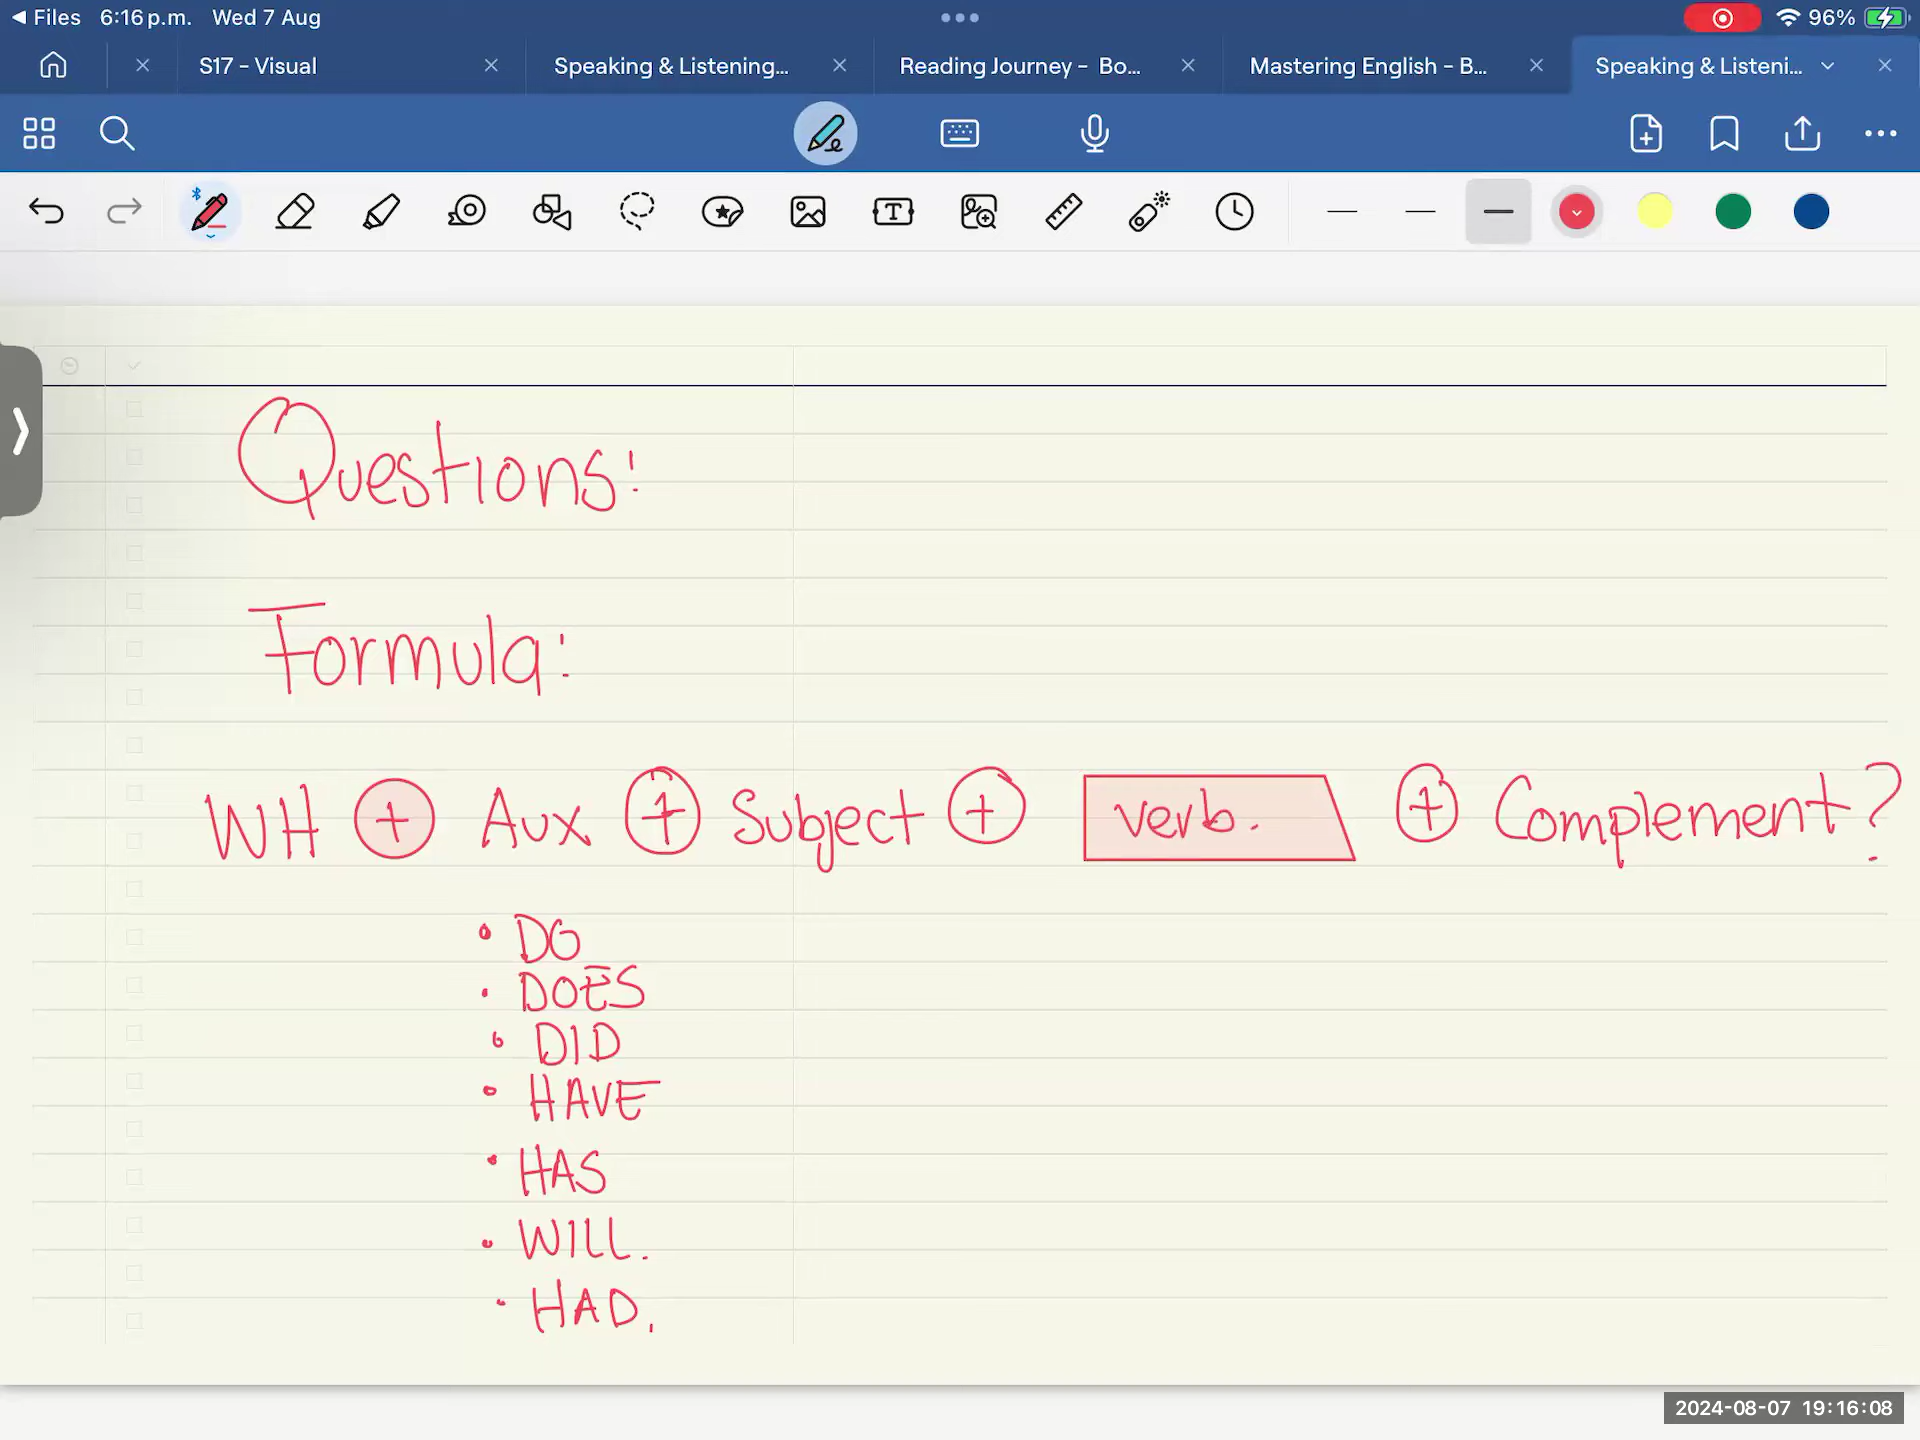 Files 6:16 p.m. Wed 7 Aug 96%
S17 - Visual Speaking & Listening... Reading Journey - Bo... Mastering English - B... Speaking & Listeni...
Questions:
Formula:
WH + Aux + Subject + verb. + Complement?
• DO
• DOES
• DID
• HAVE
• HAS
• WILL.
• HAD.
2024-08-07 19:16:08